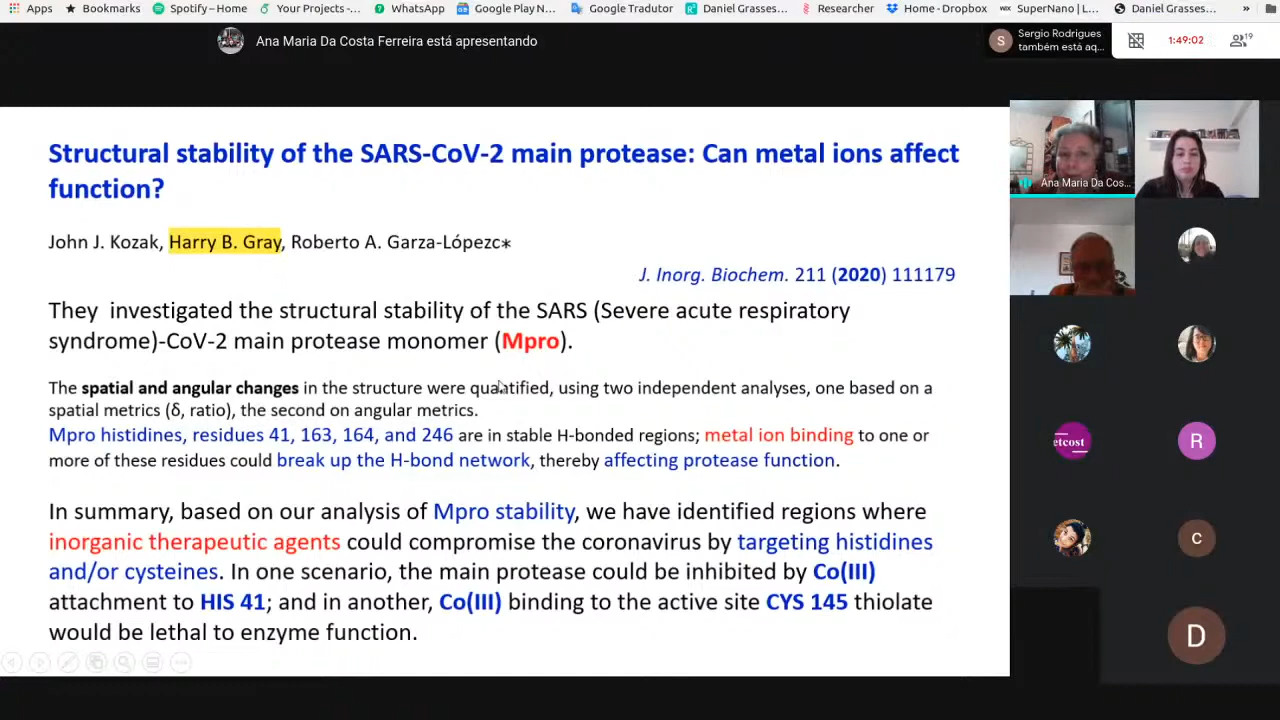 Apps
Bookmarks
Spotify – Home
Your Projects -...
WhatsApp
Google Play N...
Google Tradutor
Daniel Grasses...
Researcher
Home - Dropbox
SuperNano | Ho...
Daniel Grasses...
»
Ana Maria Da Costa Ferreira está apresentando
S
Sergio Rodrigues
também está aq...
1:49:02
19
Structural stability of the SARS-CoV-2 main protease: Can metal ions affect
function?
John J. Kozak, Harry B. Gray, Roberto A. Garza-Lópezc∗
J. Inorg. Biochem. 211 (2020) 111179
They  investigated the structural stability of the SARS (Severe acute respiratory
syndrome)-CoV-2 main protease monomer (Mpro).
The spatial and angular changes in the structure were quantified, using two independent analyses, one based on a
spatial metrics (δ, ratio), the second on angular metrics.
Mpro histidines, residues 41, 163, 164, and 246 are in stable H-bonded regions; metal ion binding to one or
more of these residues could break up the H-bond network, thereby affecting protease function.
In summary, based on our analysis of Mpro stability, we have identified regions where
inorganic therapeutic agents could compromise the coronavirus by targeting histidines
and/or cysteines. In one scenario, the main protease could be inhibited by Co(III)
attachment to HIS 41; and in another, Co(III) binding to the active site CYS 145 thiolate
would be lethal to enzyme function.
Ana Maria Da Cos...
etcost
R
c
D